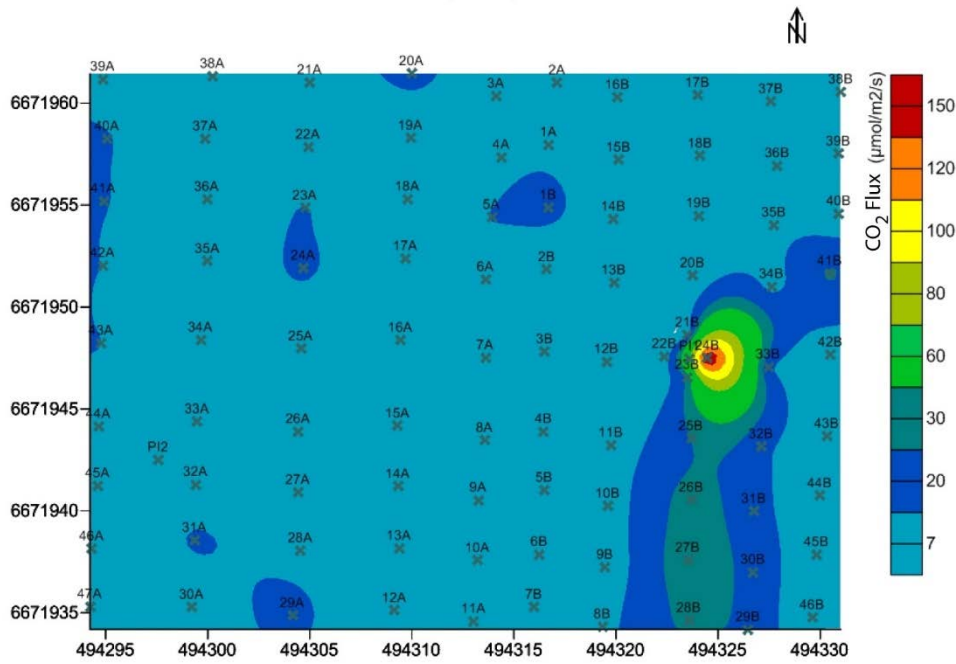 N
39A 38A 21A 20A 3A 2A 16B 17B 37B 38B
6671960
40A 37A 22A 19A 4A 1A 15B 18B 36B 39B
6671955
41A 36A 23A 18A 5A 1B 14B 19B 35B 40B
42A 35A 24A 17A 6A 2B 13B 20B 34B 41B
6671950
43A 34A 25A 16A 7A 3B 12B 22B 21B PI1 24B 23B 33B 42B
6671945
44A 33A 26A 15A 8A 4B 11B 25B 32B 43B
PI2
45A 32A 27A 14A 9A 5B 10B 26B 31B 44B
6671940
46A 31A 28A 13A 10A 6B 9B 27B 30B 45B
47A 30A 29A 12A 11A 7B 8B 28B 29B 46B
6671935
494295 494300 494305 494310 494315 494320 494325 494330
CO2 Flux (µmol/m2/s)
150
120
100
80
60
30
20
7